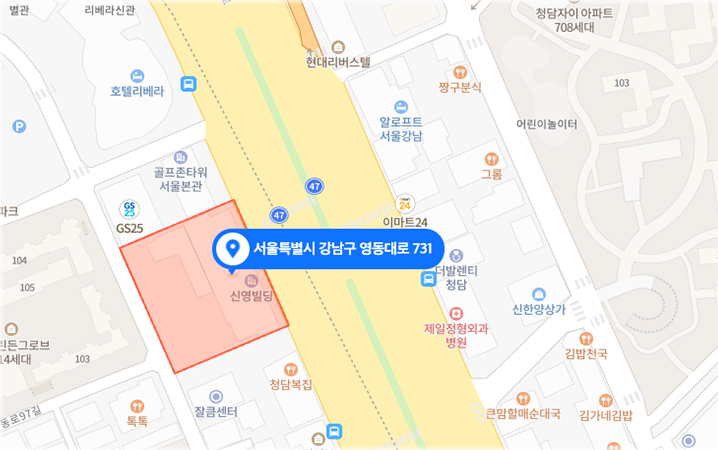 별관
리베라신관
청담자이 아파트
708세대
현대리버스텔
호텔리베라
짱구분식
103
P
알로프트
서울강남
어린이놀이터
골프존타워
서울본관
그롬
47
GS
25
GS25
47
24
이마트24
파크
서울특별시 강남구 영동대로 731
104
더발렌티
청담
105
신영빌딩
신한양상가
제일정형외과
병원
린든그로브
14세대
103
김밥천국
청담복집
동로97길
톡톡
잘큼센터
큰맘할매순대국
김가네김밥